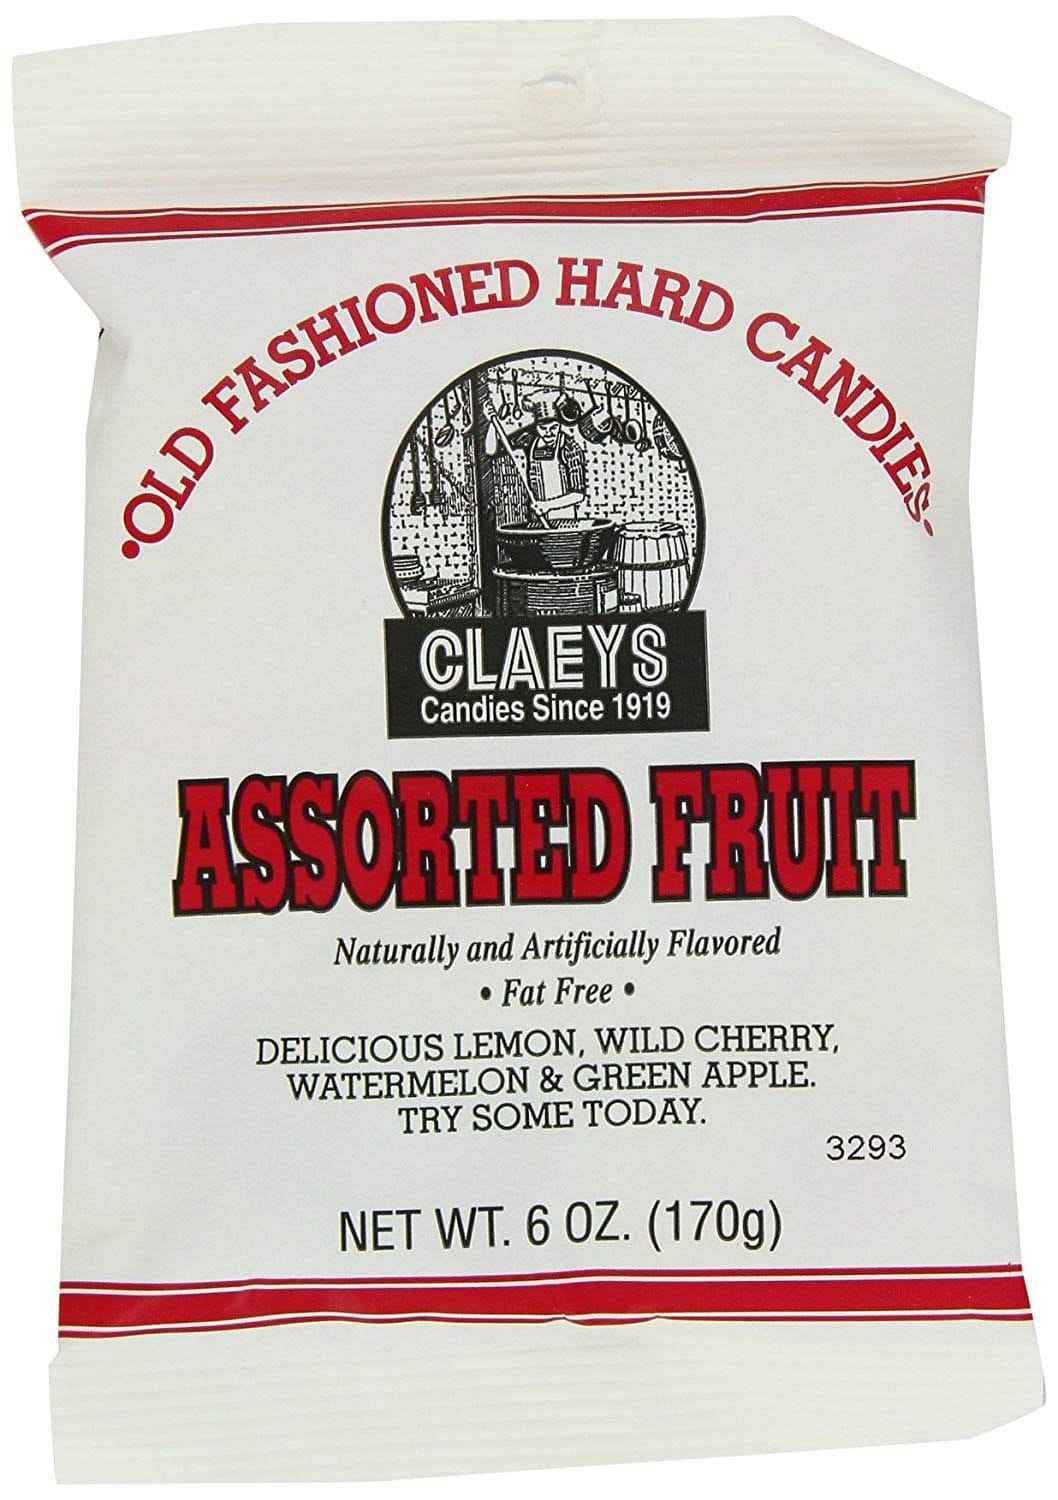 •OLD FASHIONED HARD CANDIES•
CLAEYS
Candies Since 1919
ASSORTED FRUIT
Naturally and Artificially Flavored
• Fat Free •
DELICIOUS LEMON, WILD CHERRY,
WATERMELON & GREEN APPLE.
TRY SOME TODAY.
3293
NET WT. 6 OZ. (170g)